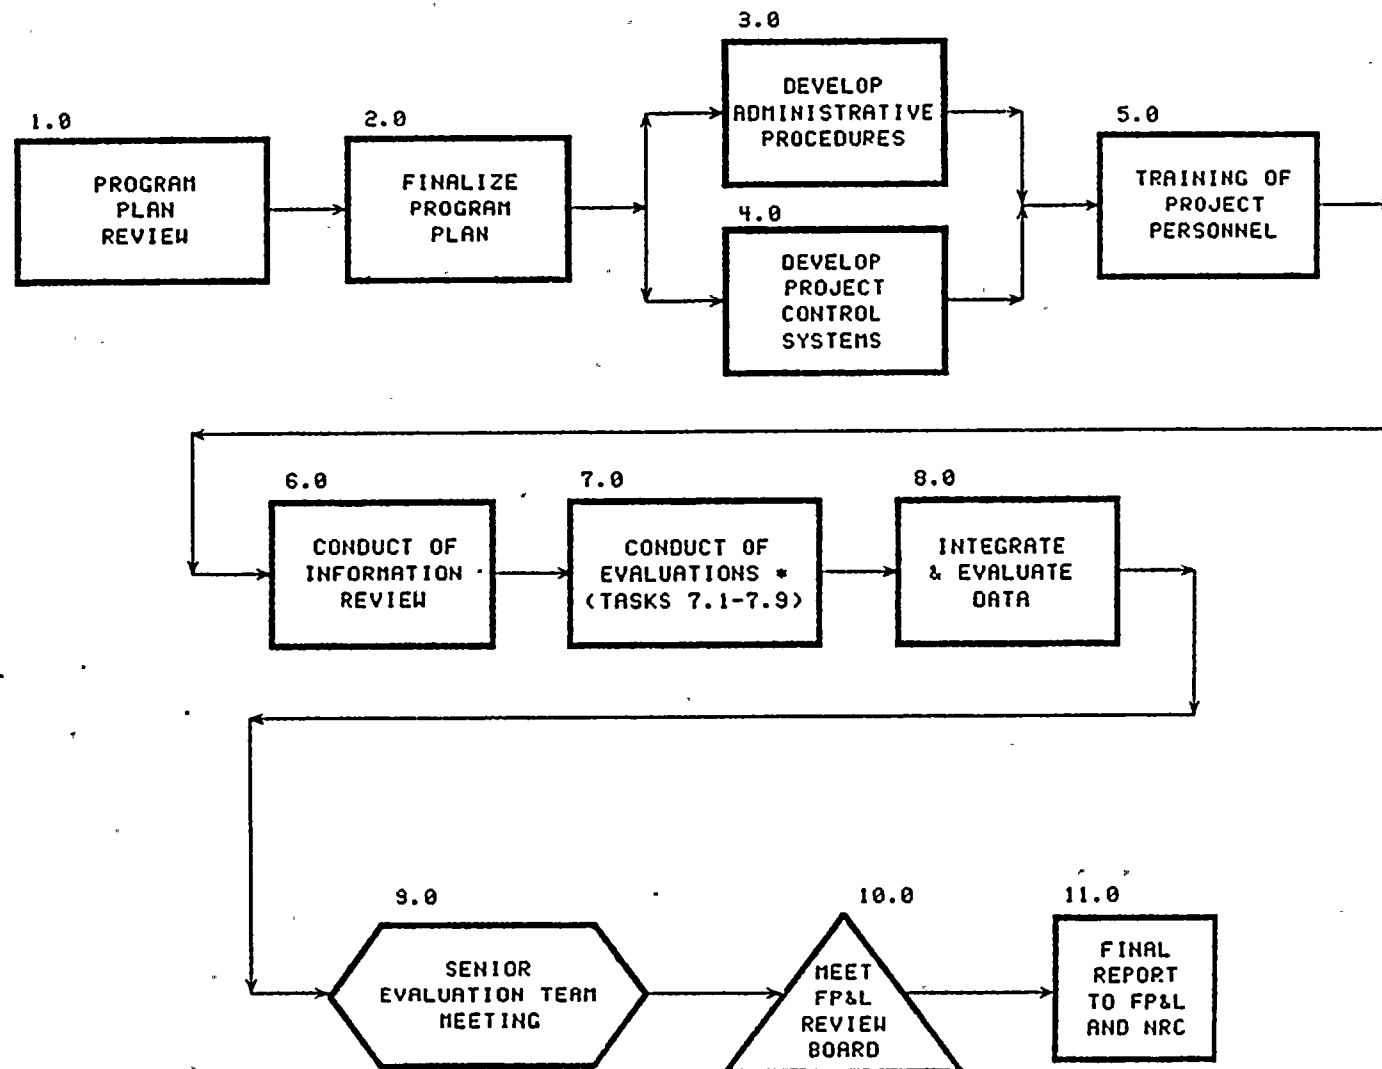 1.0
PROGRAM
PLAN
REVIEW
2.0
FINALIZE
PROGRAM
PLAN
3.0
DEVELOP
ADMINISTRATIVE
PROCEDURES
4.0
DEVELOP
PROJECT
CONTROL
SYSTEMS
5.0
TRAINING OF
PROJECT
PERSONNEL
6.0
CONDUCT OF
INFORMATION
REVIEW
7.0
CONDUCT OF
EVALUATIONS *
(TASKS 7.1-7.9)
8.0
INTEGRATE
& EVALUATE
DATA
9.0
SENIOR
EVALUATION TEAM
MEETING
10.0
MEET
FP&L
REVIEW
BOARD
11.0
FINAL
REPORT
TO FP&L
AND NRC